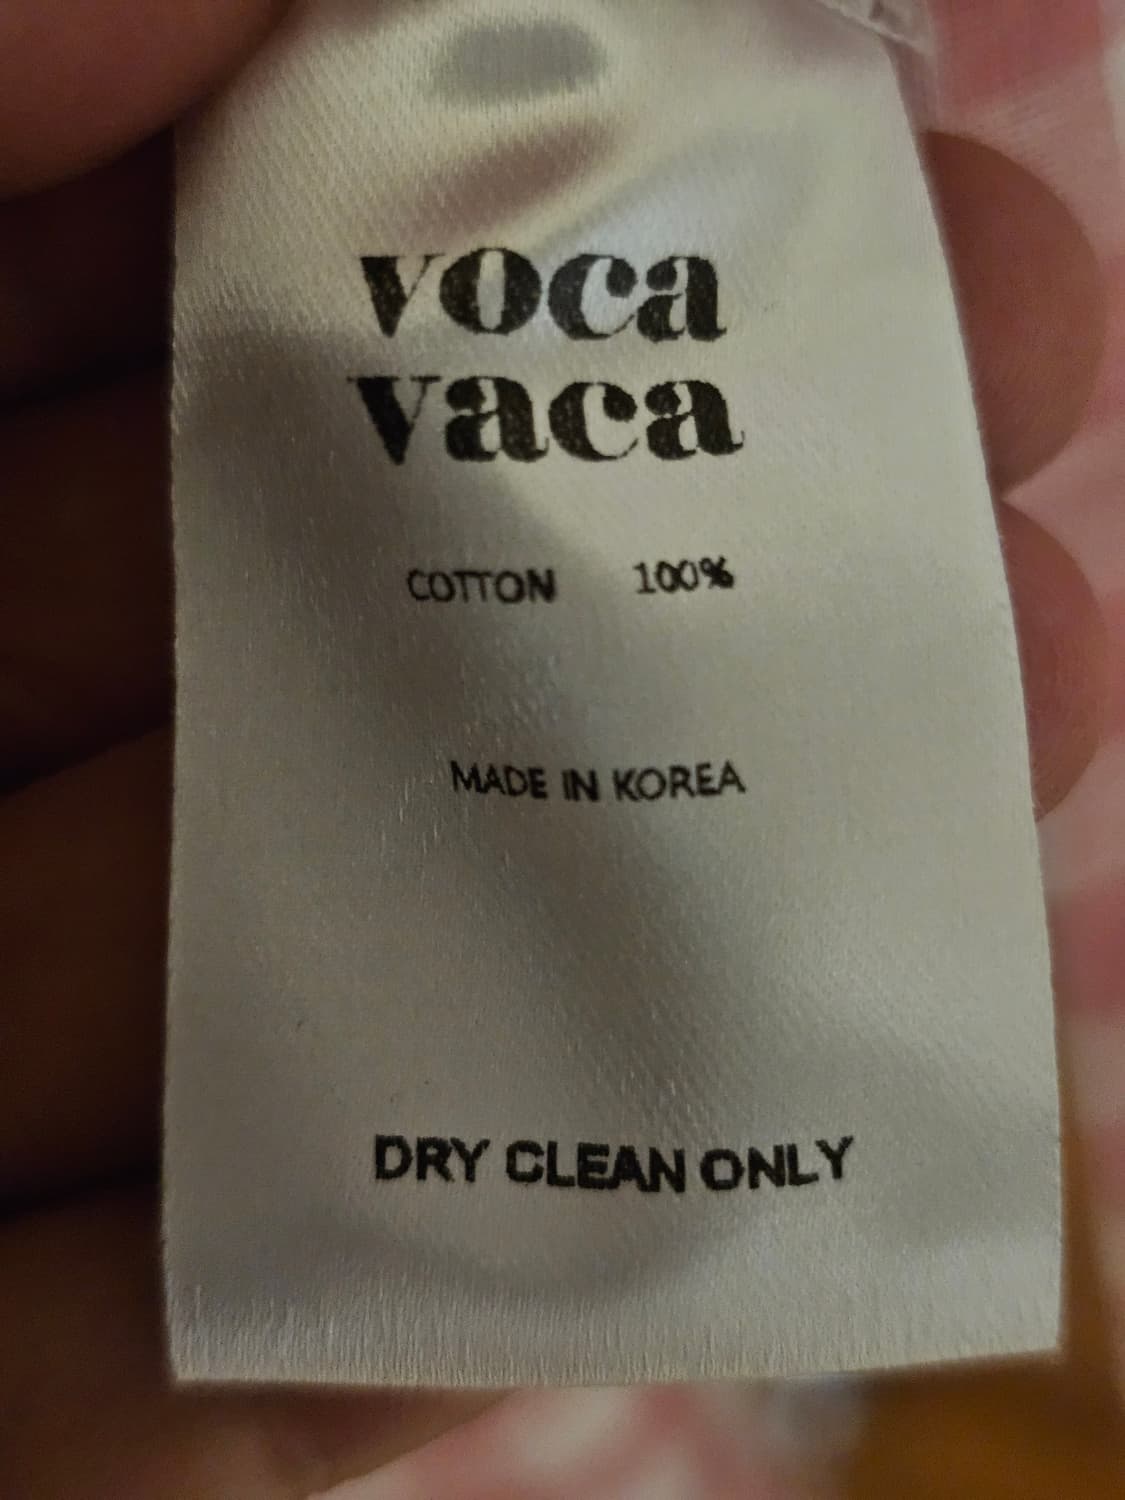 voca
vaca
COTTON 100%
MADE IN KOREA
DRY CLEAN ONLY